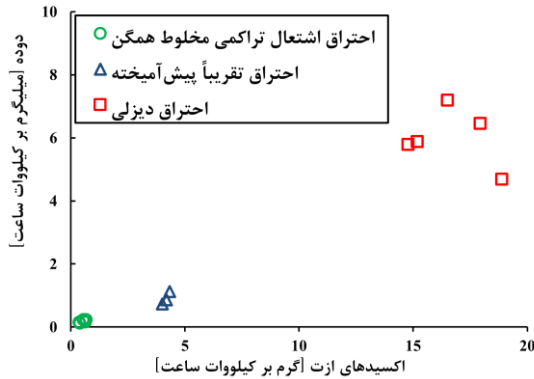 احتراق اشتعال تراکمی مخلوط همگن
احتراق تقریباً پیش‌آمیخته
احتراق دیزلی
دوده [میلیگرم بر کیلووات ساعت]
10
8
6
4
2
0
0 5 10 15 20
اکسیدهای ازت [گرم بر کیلووات ساعت]